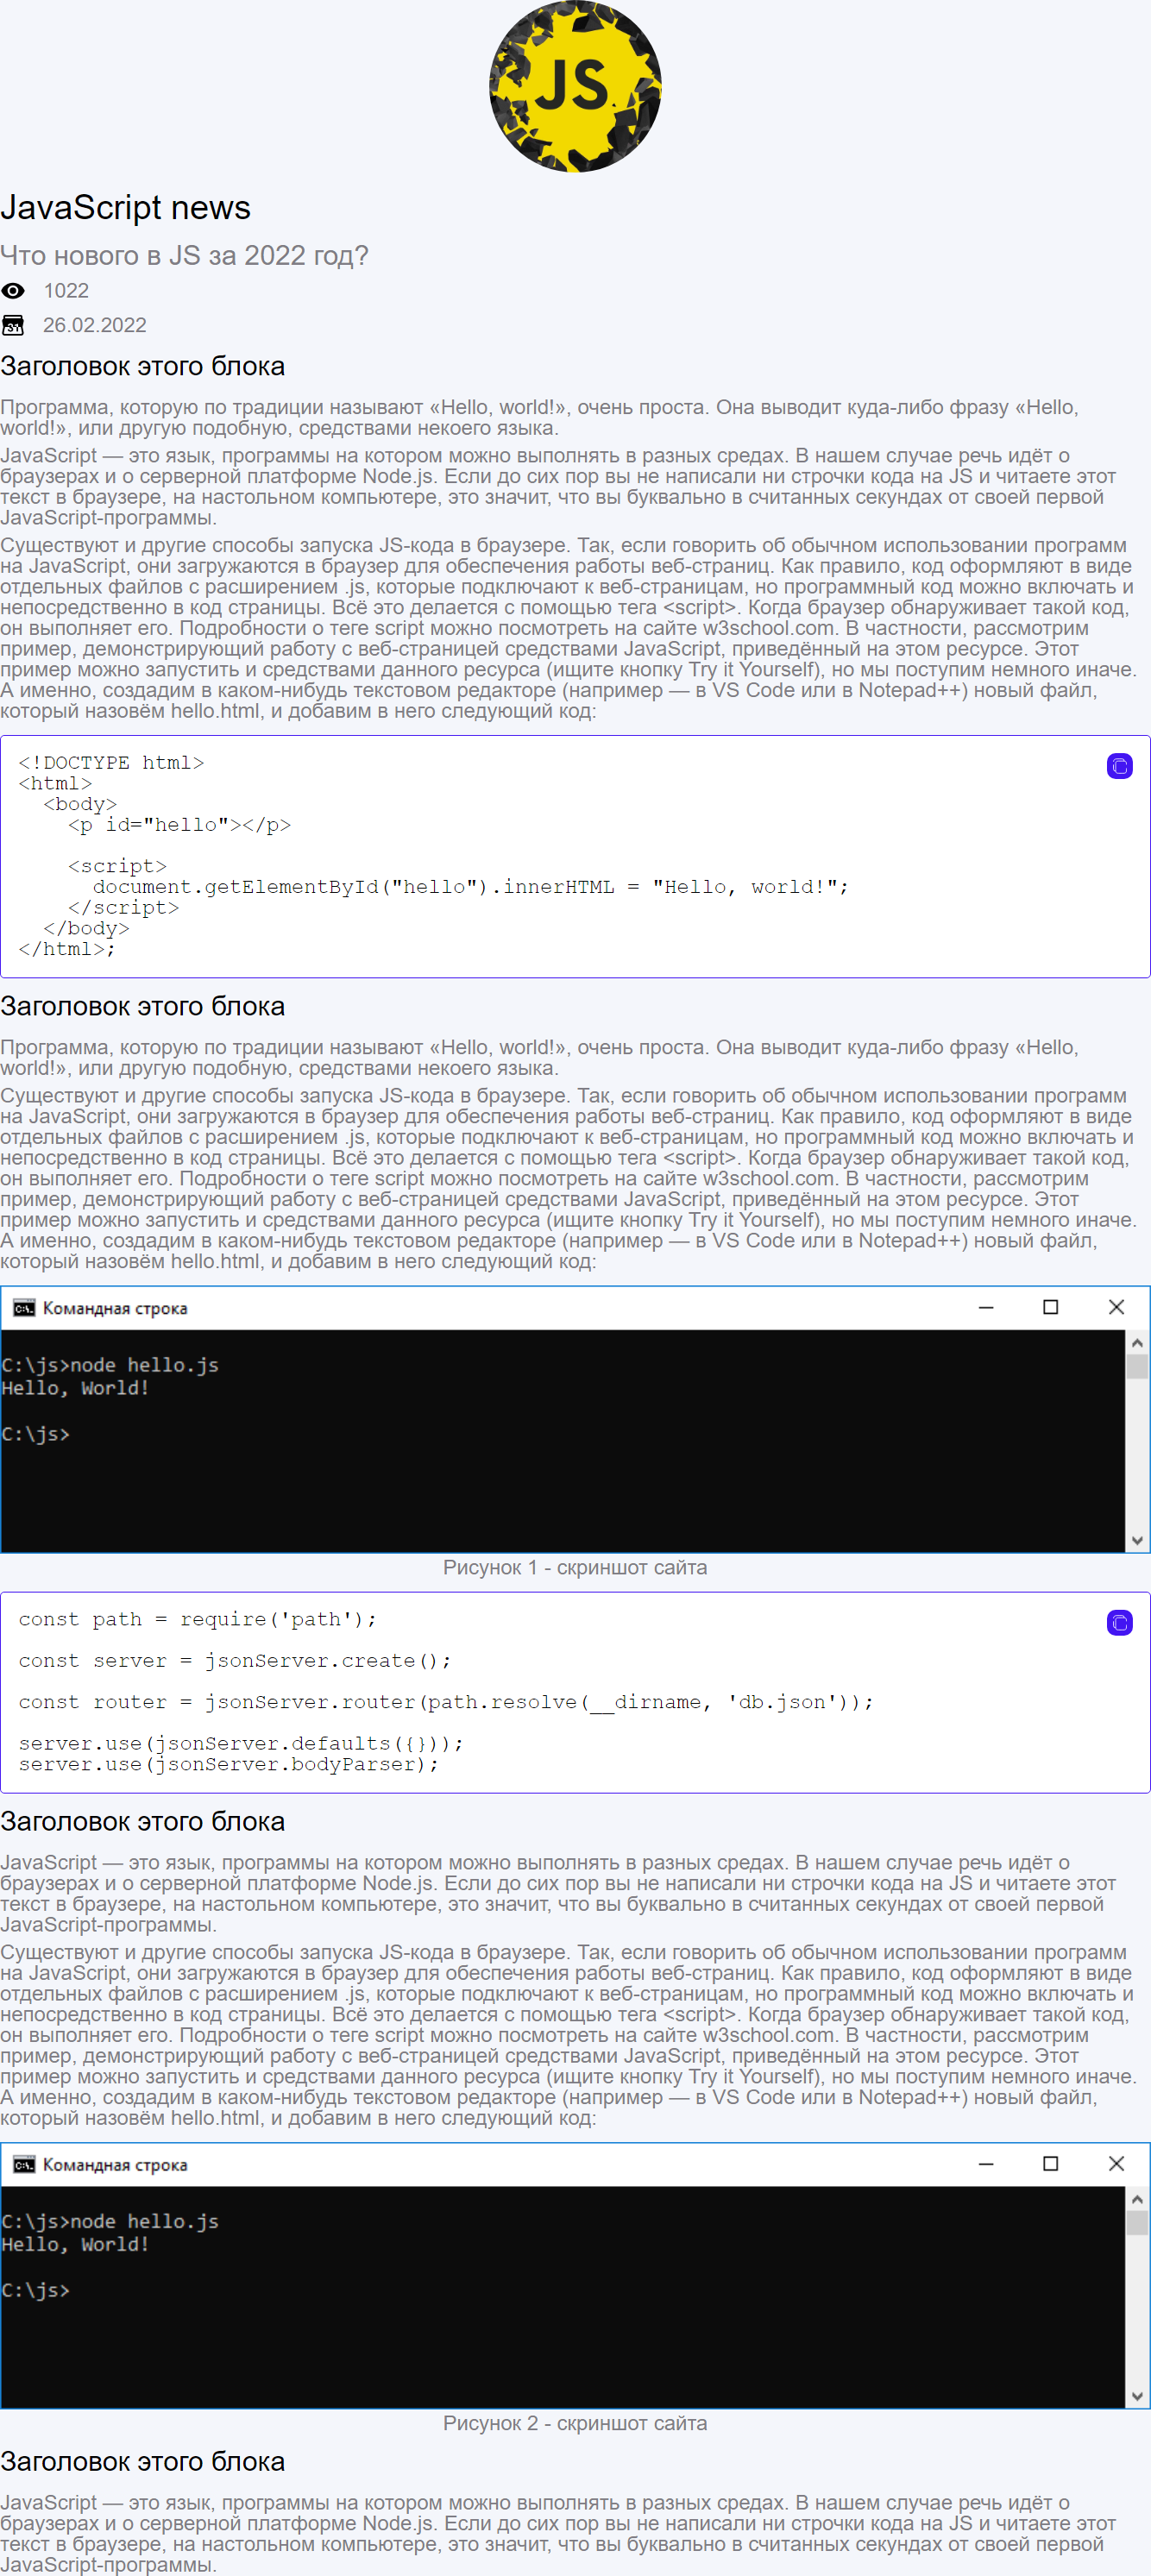 JS
JavaScript news
Что нового в JS за 2022 год?
1022
31
26.02.2022
Заголовок этого блока
Программа, которую по традиции называют «Hello, world!», очень проста. Она выводит куда-либо фразу «Hello,
world!», или другую подобную, средствами некоего языка.
JavaScript — это язык, программы на котором можно выполнять в разных средах. В нашем случае речь идёт о
браузерах и о серверной платформе Node.js. Если до сих пор вы не написали ни строчки кода на JS и читаете этот
текст в браузере, на настольном компьютере, это значит, что вы буквально в считанных секундах от своей первой
JavaScript-программы.
Существуют и другие способы запуска JS-кода в браузере. Так, если говорить об обычном использовании программ
на JavaScript, они загружаются в браузер для обеспечения работы веб-страниц. Как правило, код оформляют в виде
отдельных файлов с расширением .js, которые подключают к веб-страницам, но программный код можно включать и
непосредственно в код страницы. Всё это делается с помощью тега <script>. Когда браузер обнаруживает такой код,
он выполняет его. Подробности о теге script можно посмотреть на сайте w3school.com. В частности, рассмотрим
пример, демонстрирующий работу с веб-страницей средствами JavaScript, приведённый на этом ресурсе. Этот
пример можно запустить и средствами данного ресурса (ищите кнопку Try it Yourself), но мы поступим немного иначе.
А именно, создадим в каком-нибудь текстовом редакторе (например — в VS Code или в Notepad++) новый файл,
который назовём hello.html, и добавим в него следующий код:
<!DOCTYPE html>
<html>
  <body>
    <p id="hello"></p>
    <script>
      document.getElementById("hello").innerHTML = "Hello, world!";
    </script>
  </body>
</html>;
Заголовок этого блока
Программа, которую по традиции называют «Hello, world!», очень проста. Она выводит куда-либо фразу «Hello,
world!», или другую подобную, средствами некоего языка.
Существуют и другие способы запуска JS-кода в браузере. Так, если говорить об обычном использовании программ
на JavaScript, они загружаются в браузер для обеспечения работы веб-страниц. Как правило, код оформляют в виде
отдельных файлов с расширением .js, которые подключают к веб-страницам, но программный код можно включать и
непосредственно в код страницы. Всё это делается с помощью тега <script>. Когда браузер обнаруживает такой код,
он выполняет его. Подробности о теге script можно посмотреть на сайте w3school.com. В частности, рассмотрим
пример, демонстрирующий работу с веб-страницей средствами JavaScript, приведённый на этом ресурсе. Этот
пример можно запустить и средствами данного ресурса (ищите кнопку Try it Yourself), но мы поступим немного иначе.
А именно, создадим в каком-нибудь текстовом редакторе (например — в VS Code или в Notepad++) новый файл,
который назовём hello.html, и добавим в него следующий код:
C:\. Командная строка
C:\js>node hello.js
Hello, World!
C:\js>
Рисунок 1 - скриншот сайта
const path = require('path');
const server = jsonServer.create();
const router = jsonServer.router(path.resolve(__dirname, 'db.json'));
server.use(jsonServer.defaults({}));
server.use(jsonServer.bodyParser);
Заголовок этого блока
JavaScript — это язык, программы на котором можно выполнять в разных средах. В нашем случае речь идёт о
браузерах и о серверной платформе Node.js. Если до сих пор вы не написали ни строчки кода на JS и читаете этот
текст в браузере, на настольном компьютере, это значит, что вы буквально в считанных секундах от своей первой
JavaScript-программы.
Существуют и другие способы запуска JS-кода в браузере. Так, если говорить об обычном использовании программ
на JavaScript, они загружаются в браузер для обеспечения работы веб-страниц. Как правило, код оформляют в виде
отдельных файлов с расширением .js, которые подключают к веб-страницам, но программный код можно включать и
непосредственно в код страницы. Всё это делается с помощью тега <script>. Когда браузер обнаруживает такой код,
он выполняет его. Подробности о теге script можно посмотреть на сайте w3school.com. В частности, рассмотрим
пример, демонстрирующий работу с веб-страницей средствами JavaScript, приведённый на этом ресурсе. Этот
пример можно запустить и средствами данного ресурса (ищите кнопку Try it Yourself), но мы поступим немного иначе.
А именно, создадим в каком-нибудь текстовом редакторе (например — в VS Code или в Notepad++) новый файл,
который назовём hello.html, и добавим в него следующий код:
C:\. Командная строка
C:\js>node hello.js
Hello, World!
C:\js>
Рисунок 2 - скриншот сайта
Заголовок этого блока
JavaScript — это язык, программы на котором можно выполнять в разных средах. В нашем случае речь идёт о
браузерах и о серверной платформе Node.js. Если до сих пор вы не написали ни строчки кода на JS и читаете этот
текст в браузере, на настольном компьютере, это значит, что вы буквально в считанных секундах от своей первой
JavaScript-программы.